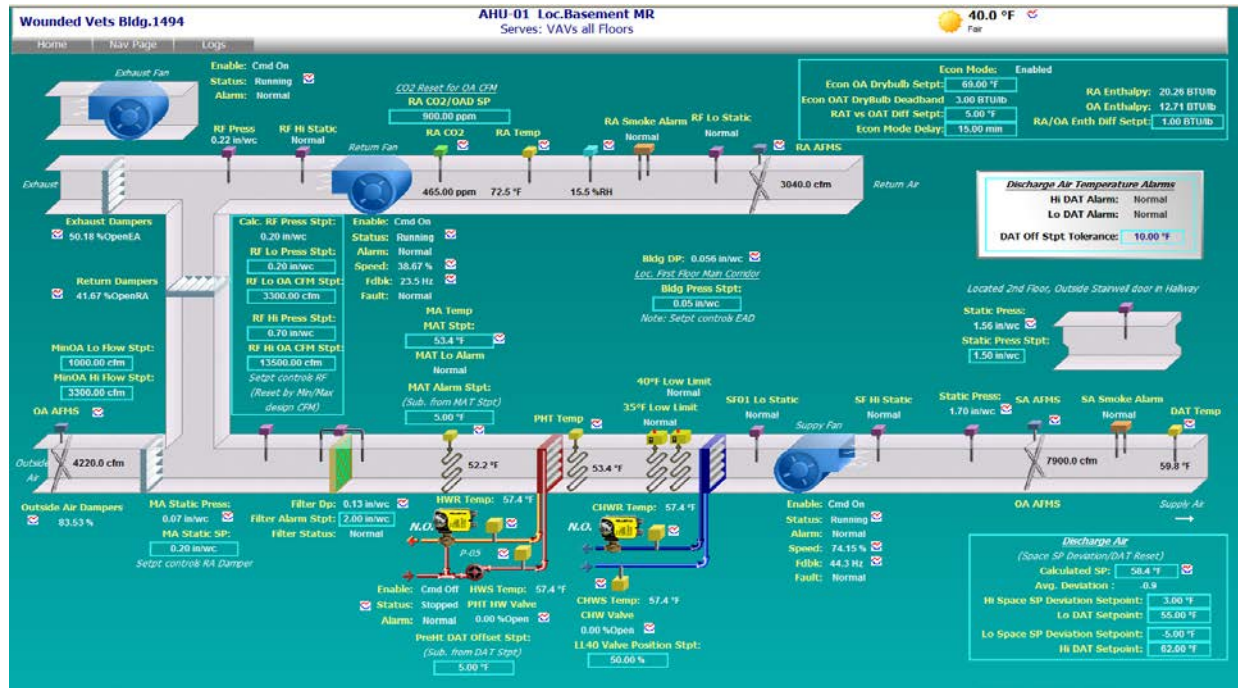 Wounded Vets Bldg.1494
AHU-01 Loc.Basement MR
Serves: VAVs all Floors
40.0 °F
Fair
Home
Nav Page
Logs
Exhaust Fan
Enable: Cmd On
Status: Running
Alarm: Normal
CO2 Reset for OA CFM
RA CO2/OAD SP
900.00 ppm
Econ Mode: Enabled
Econ OA Drybulb Setpt: 69.00 °F
Econ OAT DryBulb Deadband 3.00 BTU/lb
RAT vs OAT Diff Setpt: 5.00 °F
Econ Mode Delay: 15.00 min
RA Enthalpy: 20.26 BTU/lb
OA Enthalpy: 12.71 BTU/lb
RA/OA Enth Diff Setpt: 1.00 BTU/lb
RF Press
0.22 in/wc
RF Hi Static
Normal
Return Fan
RA CO2
RA Temp
RA Smoke Alarm
Normal
RF Lo Static
Normal
RA AFMS
Exhaust
465.00 ppm
72.5 °F
15.5 %RH
3040.0 cfm
Return Air
Discharge Air Temperature Alarms
Hi DAT Alarm: Normal
Lo DAT Alarm: Normal
DAT Off Stpt Tolerance: 10.00 °F
Exhaust Dampers
50.18 %OpenEA
Return Dampers
41.67 %OpenRA
Calc. RF Press Stpt:
0.20 in/wc
RF Lo Press Stpt:
0.20 in/wc
RF Lo OA CFM Stpt:
3300.00 cfm
RF Hi Press Stpt:
0.70 in/wc
RF Hi OA CFM Stpt:
13500.00 cfm
Setpt controls RF
(Reset by Min/Max
design CFM)
Enable: Cmd On
Status: Running
Alarm: Normal
Speed: 38.67 %
Fdbk: 23.5 Hz
Fault: Normal
Bldg DP: 0.056 in/wc
Loc. First Floor Main Corridor
Bldg Press Stpt:
0.05 in/wc
Note: Setpt controls EAD
Located 2nd Floor, Outside Stairwell door in Hallway
Static Press:
1.56 in/wc
Static Press Stpt:
1.50 in/wc
MA Temp
MAT Stpt:
53.4 °F
MAT Lo Alarm
Normal
MAT Alarm Stpt:
(Sub. from MAT Stpt)
5.00 °F
MinOA Lo Flow Stpt:
1000.00 cfm
MinOA Hi Flow Stpt:
3300.00 cfm
OA AFMS
PHT Temp
40°F Low Limit
Normal
35°F Low Limit
Normal
SF01 Lo Static
Normal
Suppy Fan
SF Hi Static
Normal
Static Press:
1.70 in/wc
SA AFMS
SA Smoke Alarm
Normal
DAT Temp
Outside
Air
4220.0 cfm
52.2 °F
53.4 °F
7900.0 cfm
59.8 °F
Outside Air Dampers
83.53 %
MA Static Press:
0.07 in/wc
MA Static SP:
0.20 in/wc
Setpt controls RA Damper
Filter Dp: 0.13 in/wc
Filter Alarm Stpt: 2.00 in/wc
Filter Status: Normal
HWR Temp: 57.4 °F
N.O.
P-05
CHWR Temp: 57.4 °F
N.O.
Enable: Cmd On
Status: Running
Alarm: Normal
Speed: 74.15 %
Fdbk: 44.3 Hz
Fault: Normal
OA AFMS
Supply Air
Enable: Cmd Off
Status: Stopped
Alarm: Normal
HWS Temp: 57.4 °F
PHT HW Valve
0.00 %Open
PreHt DAT Offset Stpt:
(Sub. from DAT Stpt)
5.00 °F
CHWS Temp: 57.4 °F
CHW Valve
0.00 %Open
LL40 Valve Position Stpt:
50.00 %
Discharge Air
(Space SP Deviation/DAT Reset)
Calculated SP: 58.4 °F
Avg. Deviation : -0.9
Hi Space SP Deviation Setpoint: 3.00 °F
Lo DAT Setpoint: 55.00 °F
Lo Space SP Deviation Setpoint: -5.00 °F
Hi DAT Setpoint: 62.00 °F